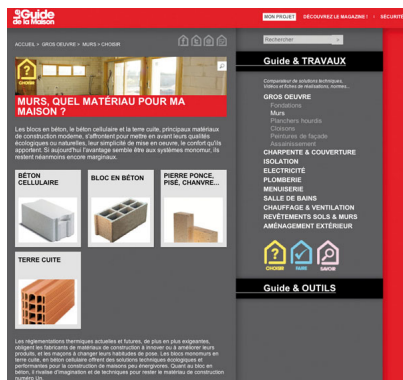 le Guide
de la Maison
MON PROJET
DÉCOUVREZ LE MAGAZINE !
SÉCURITÉ
ACCUEIL > GROS OEUVRE > MURS > CHOISIR
Rechercher
>
CHOISIR
MURS, QUEL MATÉRIAU POUR MA
MAISON ?
Les blocs en béton, le béton cellulaire et la terre cuite, principaux matériaux
de construction moderne, s'affrontent pour mettre en avant leurs qualités
écologiques ou naturelles, leur simplicité de mise en oeuvre, le confort qu'ils
apportent. Si aujourd'hui l'avantage semble être aux systèmes monomur, ils
restent néanmoins encore marginaux.
BÉTON
CELLULAIRE
BLOC EN BÉTON
PIERRE PONCE,
PISÉ, CHANVRE...
TERRE CUITE
Les réglementations thermiques actuelles et futures, de plus en plus exigeantes,
obligent les fabricants de matériaux de construction à innover ou à améliorer leurs
produits, et les maçons à changer leurs habitudes de pose. Les blocs monomurs en
terre cuite, en béton cellulaire offrent des solutions techniques écologiques et
performantes pour la construction de maisons peu énergivores. Quant au bloc en
béton, il rivalise d'imagination et de techniques pour rester le matériau de construction
numéro Un.
Guide & TRAVAUX
Comparateur de solutions techniques,
Vidéos et fiches de réalisations, normes...
GROS OEUVRE
Fondations
Murs
Planchers hourdis
Cloisons
Peintures de façade
Assainissement
CHARPENTE & COUVERTURE
ISOLATION
ELECTRICITÉ
PLOMBERIE
MENUISERIE
SALLE DE BAINS
CHAUFFAGE & VENTILATION
REVÊTEMENTS SOLS & MURS
AMÉNAGEMENT EXTÉRIEUR
CHOISIR
FAIRE
SAVOIR
Guide & OUTILS